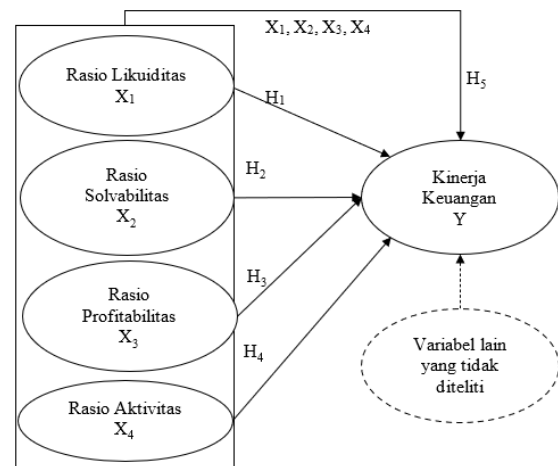 X₁, X₂, X₃, X₄
Rasio Likuiditas
X₁
H₁
H₅
Rasio
Solvabilitas
X₂
H₂
Kinerja
Keuangan
Y
Rasio
Profitabilitas
X₃
H₃
H₄
Variabel lain
yang tidak
diteliti
Rasio Aktivitas
X₄